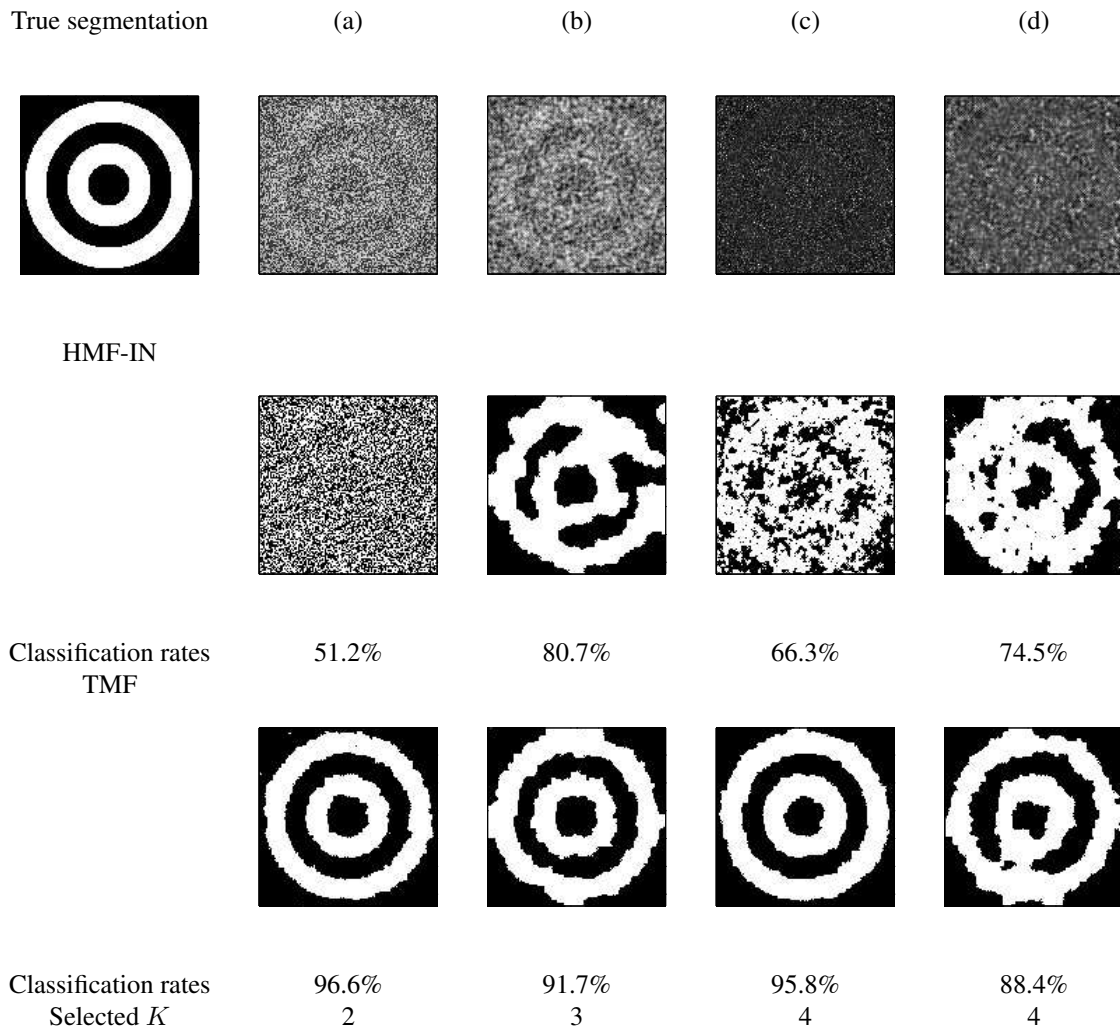 True segmentation (a) (b) (c) (d)
HMF-IN
Classification rates 51.2% 80.7% 66.3% 74.5%
TMF
Classification rates 96.6% 91.7% 95.8% 88.4%
Selected K 2 3 4 4